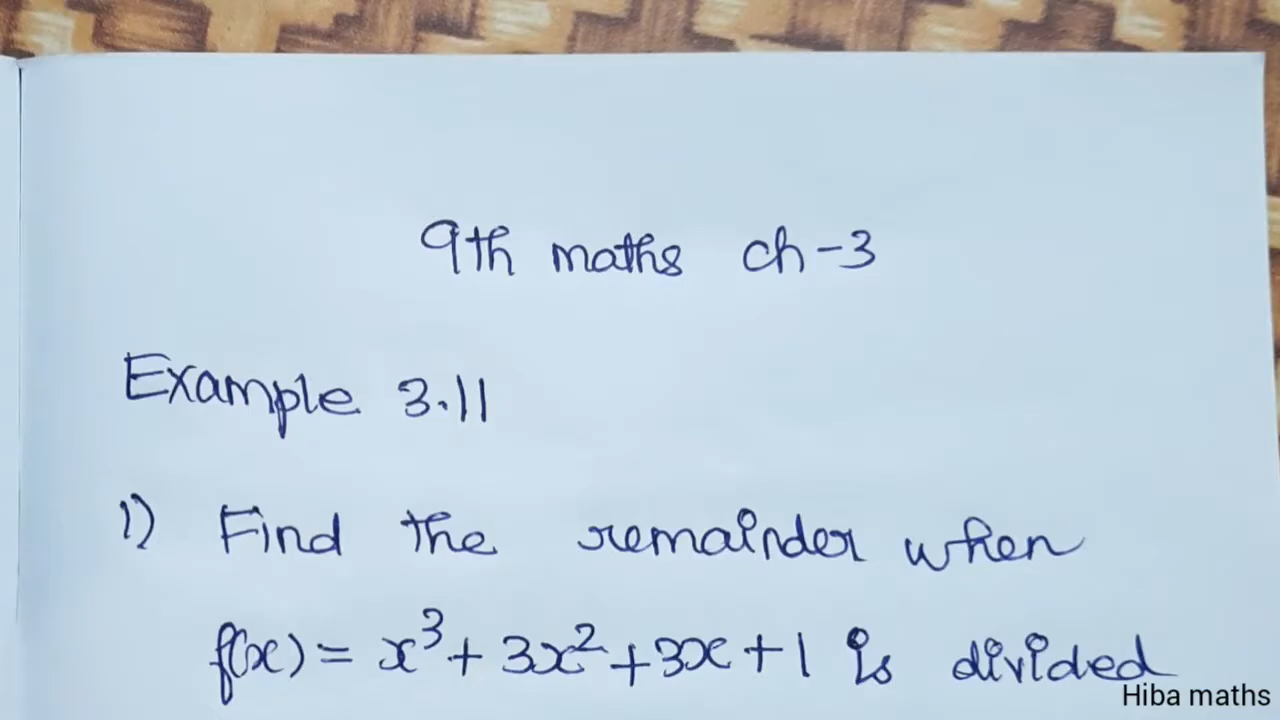 9th maths ch-3
Example 3.11
1) Find the remainder when
f(x) = x³ + 3x² + 3x + 1 is divided
Hiba maths